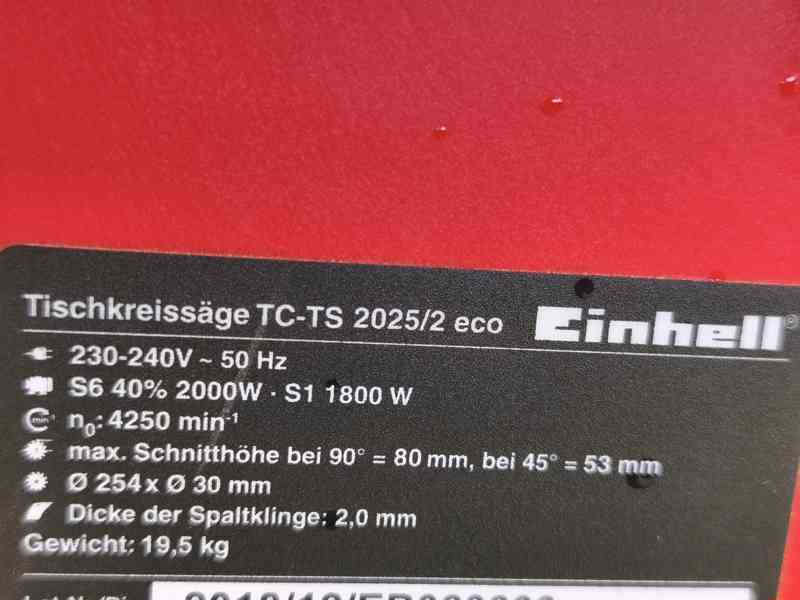 Tischkreissäge TC-TS 2025/2 eco Einhell®
230-240V ~ 50 Hz
S6 40% 2000W · S1 1800 W
n₀: 4250 min⁻¹
max. Schnitthöhe bei 90° = 80 mm, bei 45° = 53 mm
Ø 254 x Ø 30 mm
Dicke der Spaltklinge: 2,0 mm
Gewicht: 19,5 kg